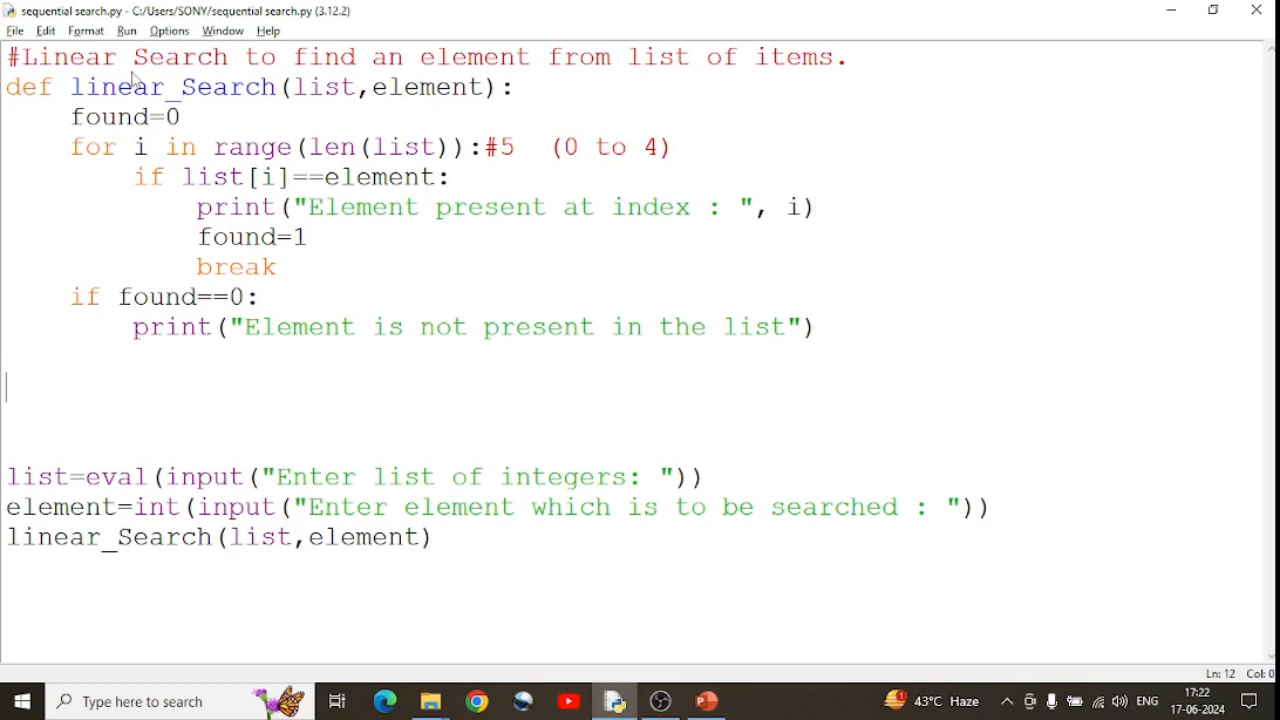 sequential search.py - C:/Users/SONY/sequential search.py (3.12.2)
File Edit Format Run Options Window Help
#Linear Search to find an element from list of items.
def linear_Search(list,element):
    found=0
    for i in range(len(list)):#5  (0 to 4)
        if list[i]==element:
            print("Element present at index : ", i)
            found=1
            break
    if found==0:
        print("Element is not present in the list")
list=eval(input("Enter list of integers: "))
element=int(input("Enter element which is to be searched : "))
linear_Search(list,element)
Ln: 12 Col: 0
Type here to search
1 43°C Haze ENG 17:22
17-06-2024